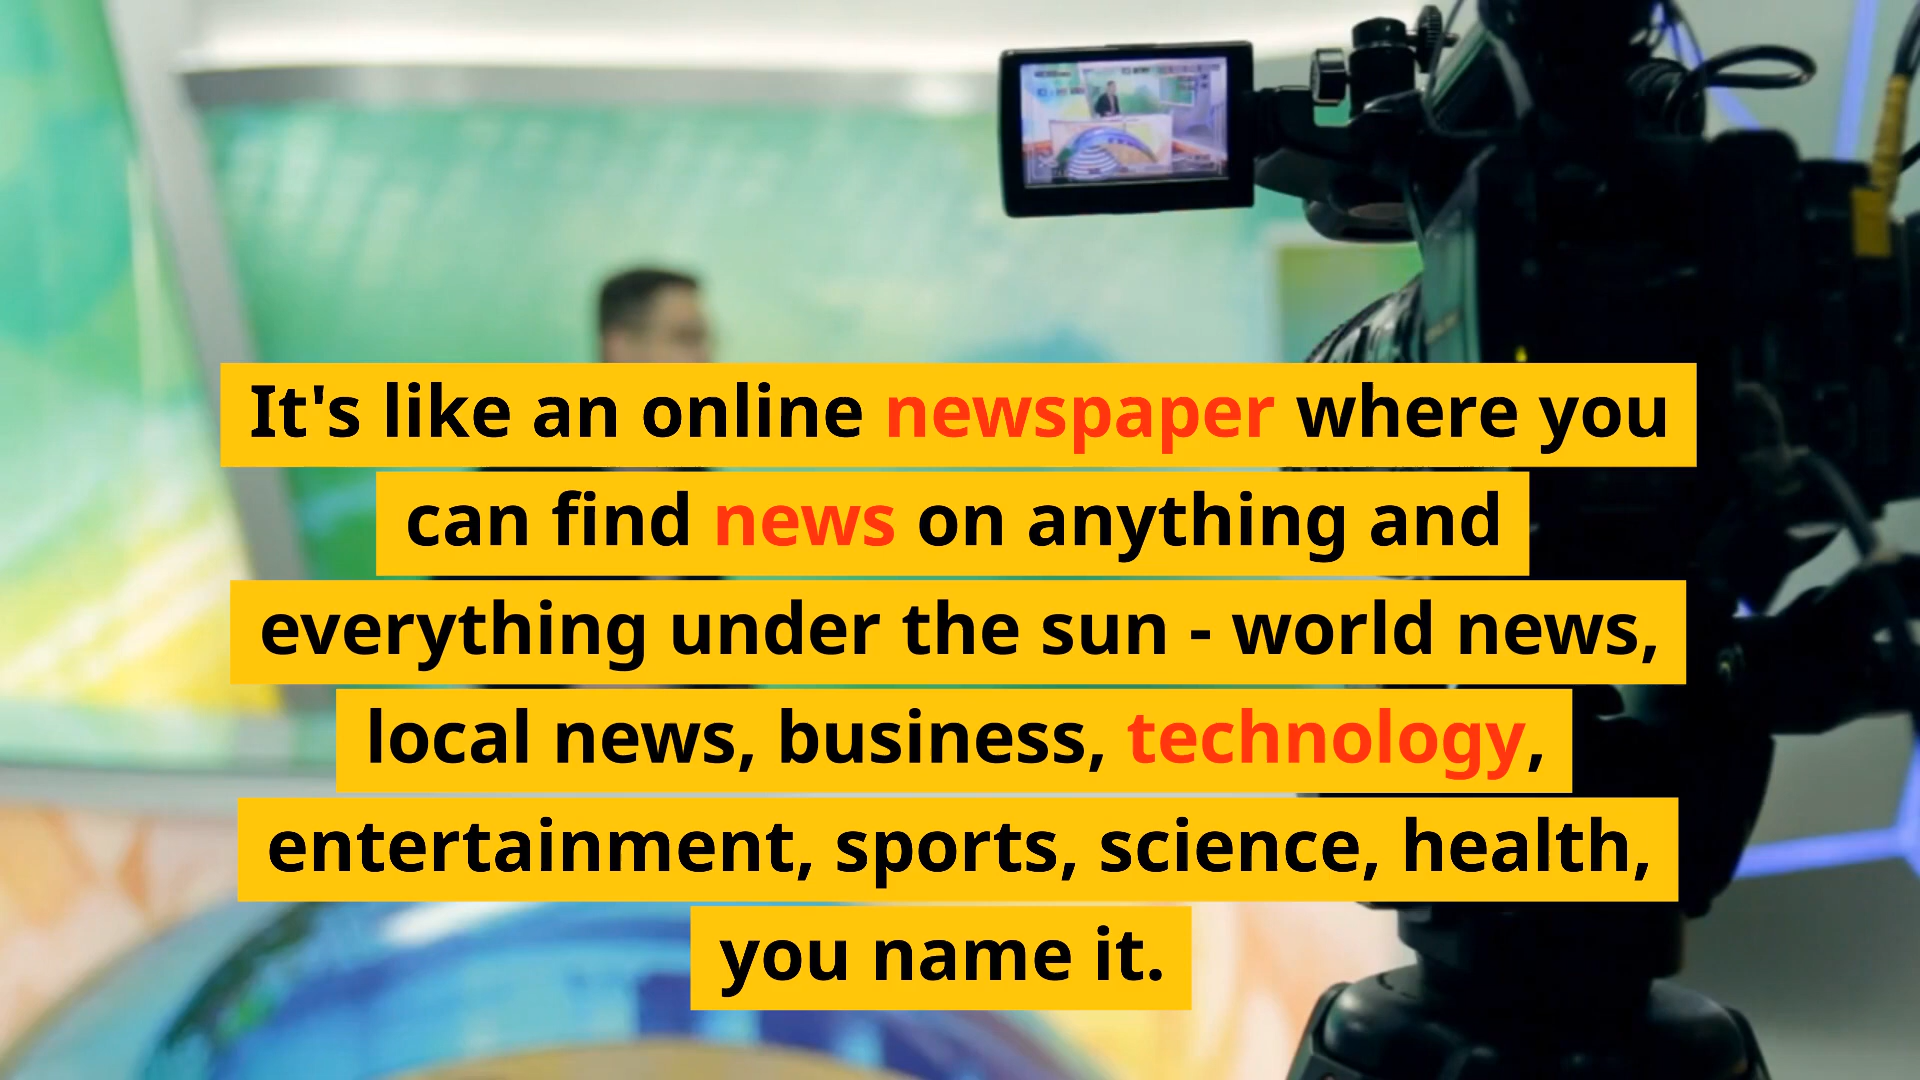 It's like an online newspaper where you
can find news on anything and
everything under the sun - world news,
local news, business, technology,
entertainment, sports, science, health,
you name it.